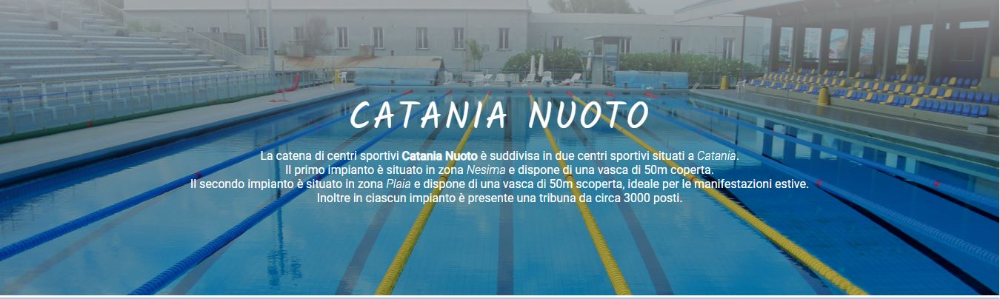 CATANIA NUOTO
La catena di centri sportivi Catania Nuoto è suddivisa in due centri sportivi situati a Catania.
Il primo impianto è situato in zona Nesima e dispone di una vasca di 50m coperta.
Il secondo impianto è situato in zona Plaia e dispone di una vasca di 50m scoperta, ideale per le manifestazioni estive.
Inoltre in ciascun impianto è presente una tribuna da circa 3000 posti.